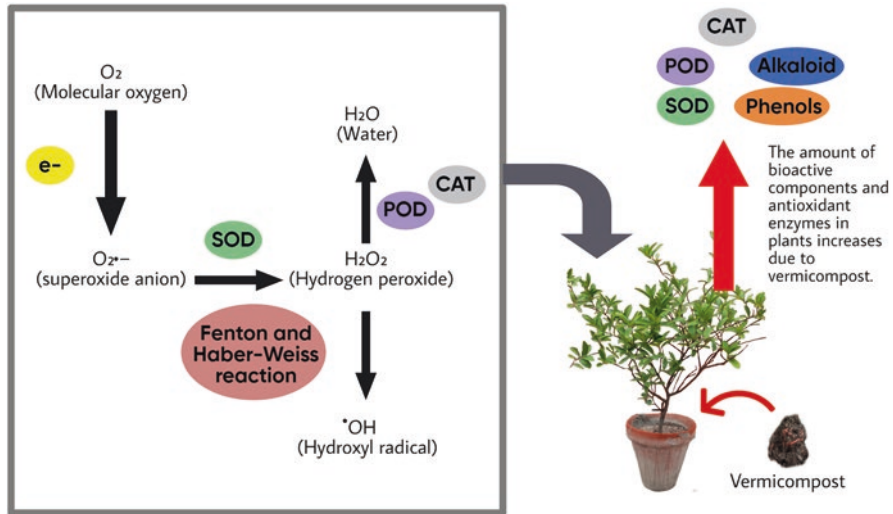 O₂
(Molecular oxygen)
e-
O₂•−
(superoxide anion)
SOD
Fenton and
Haber-Weiss
reaction
H₂O
(Water)
POD
CAT
H₂O₂
(Hydrogen peroxide)
•OH
(Hydroxyl radical)
CAT
POD
Alkaloid
SOD
Phenols
The amount of
bioactive
components and
antioxidant
enzymes in
plants increases
due to
vermicompost.
Vermicompost